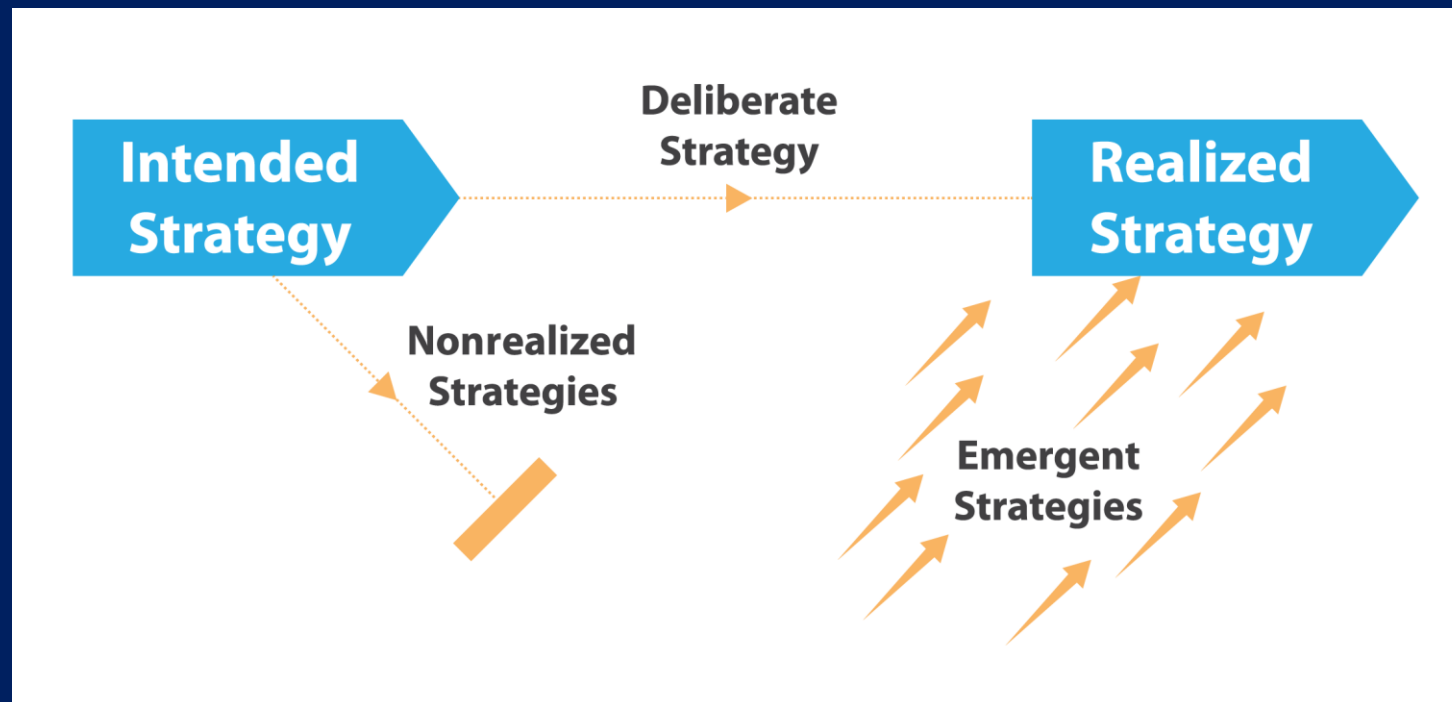 Deliberate
Strategy
Intended
Strategy
Realized
Strategy
Nonrealized
Strategies
Emergent
Strategies